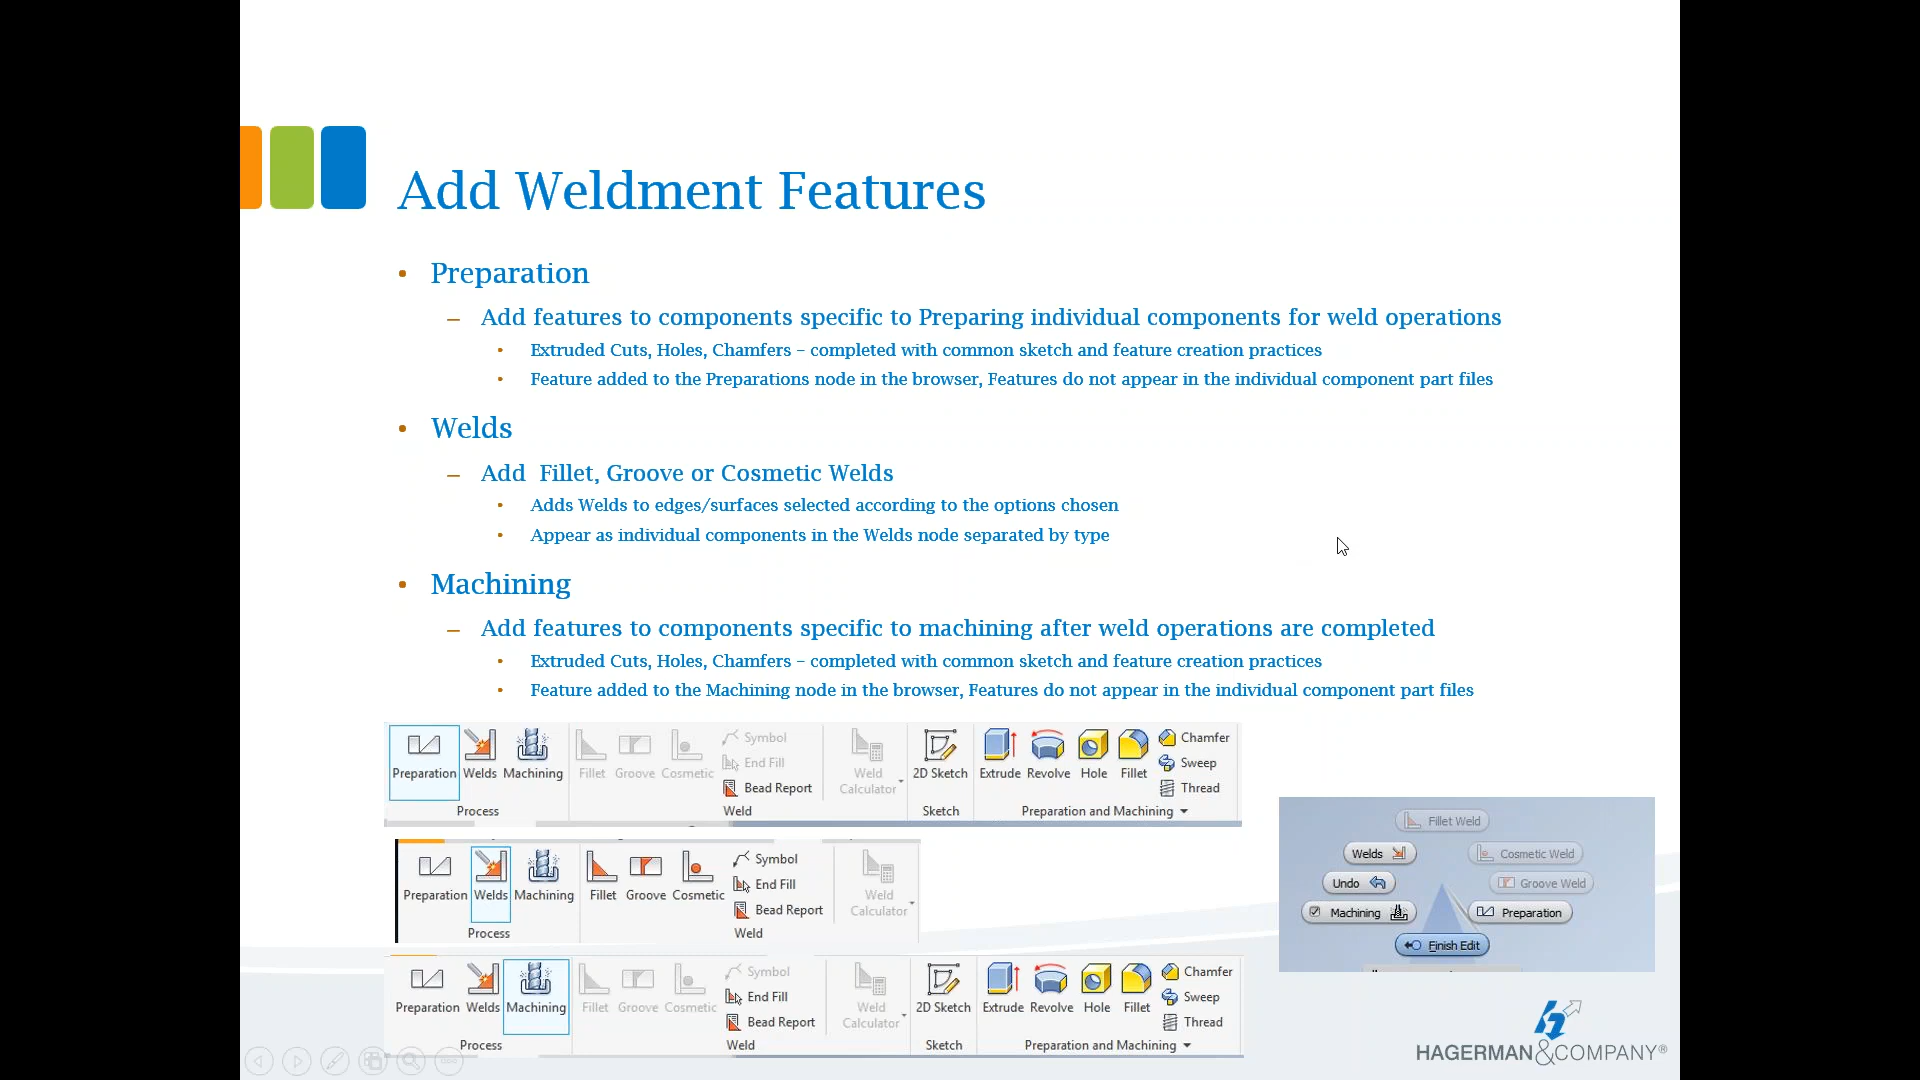 Add Weldment Features
• Preparation
– Add features to components specific to Preparing individual components for weld operations
• Extruded Cuts, Holes, Chamfers – completed with common sketch and feature creation practices
• Feature added to the Preparations node in the browser, Features do not appear in the individual component part files
• Welds
– Add  Fillet, Groove or Cosmetic Welds
• Adds Welds to edges/surfaces selected according to the options chosen
• Appear as individual components in the Welds node separated by type
• Machining
– Add features to components specific to machining after weld operations are completed
• Extruded Cuts, Holes, Chamfers – completed with common sketch and feature creation practices
• Feature added to the Machining node in the browser, Features do not appear in the individual component part files
Symbol Chamfer
End Fill Sweep
Preparation Welds Machining Fillet Groove Cosmetic Weld 2D Sketch Extrude Revolve Hole Fillet
Bead Report Calculator Thread
Process Weld Sketch Preparation and Machining
Symbol
End Fill
Preparation Welds Machining Fillet Groove Cosmetic Weld
Bead Report Calculator
Process Weld
Symbol Chamfer
End Fill Sweep
Preparation Welds Machining Fillet Groove Cosmetic Weld 2D Sketch Extrude Revolve Hole Fillet
Bead Report Calculator Thread
Process Weld Sketch Preparation and Machining
Fillet Weld
Welds Cosmetic Weld
Undo Groove Weld
Machining Preparation
Finish Edit
HAGERMAN&COMPANY®